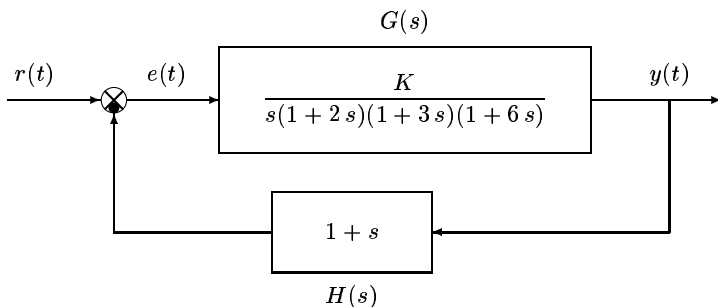 G(s)
r(t)
e(t)
K
s(1 + 2 s)(1 + 3 s)(1 + 6 s)
y(t)
1 + s
H(s)